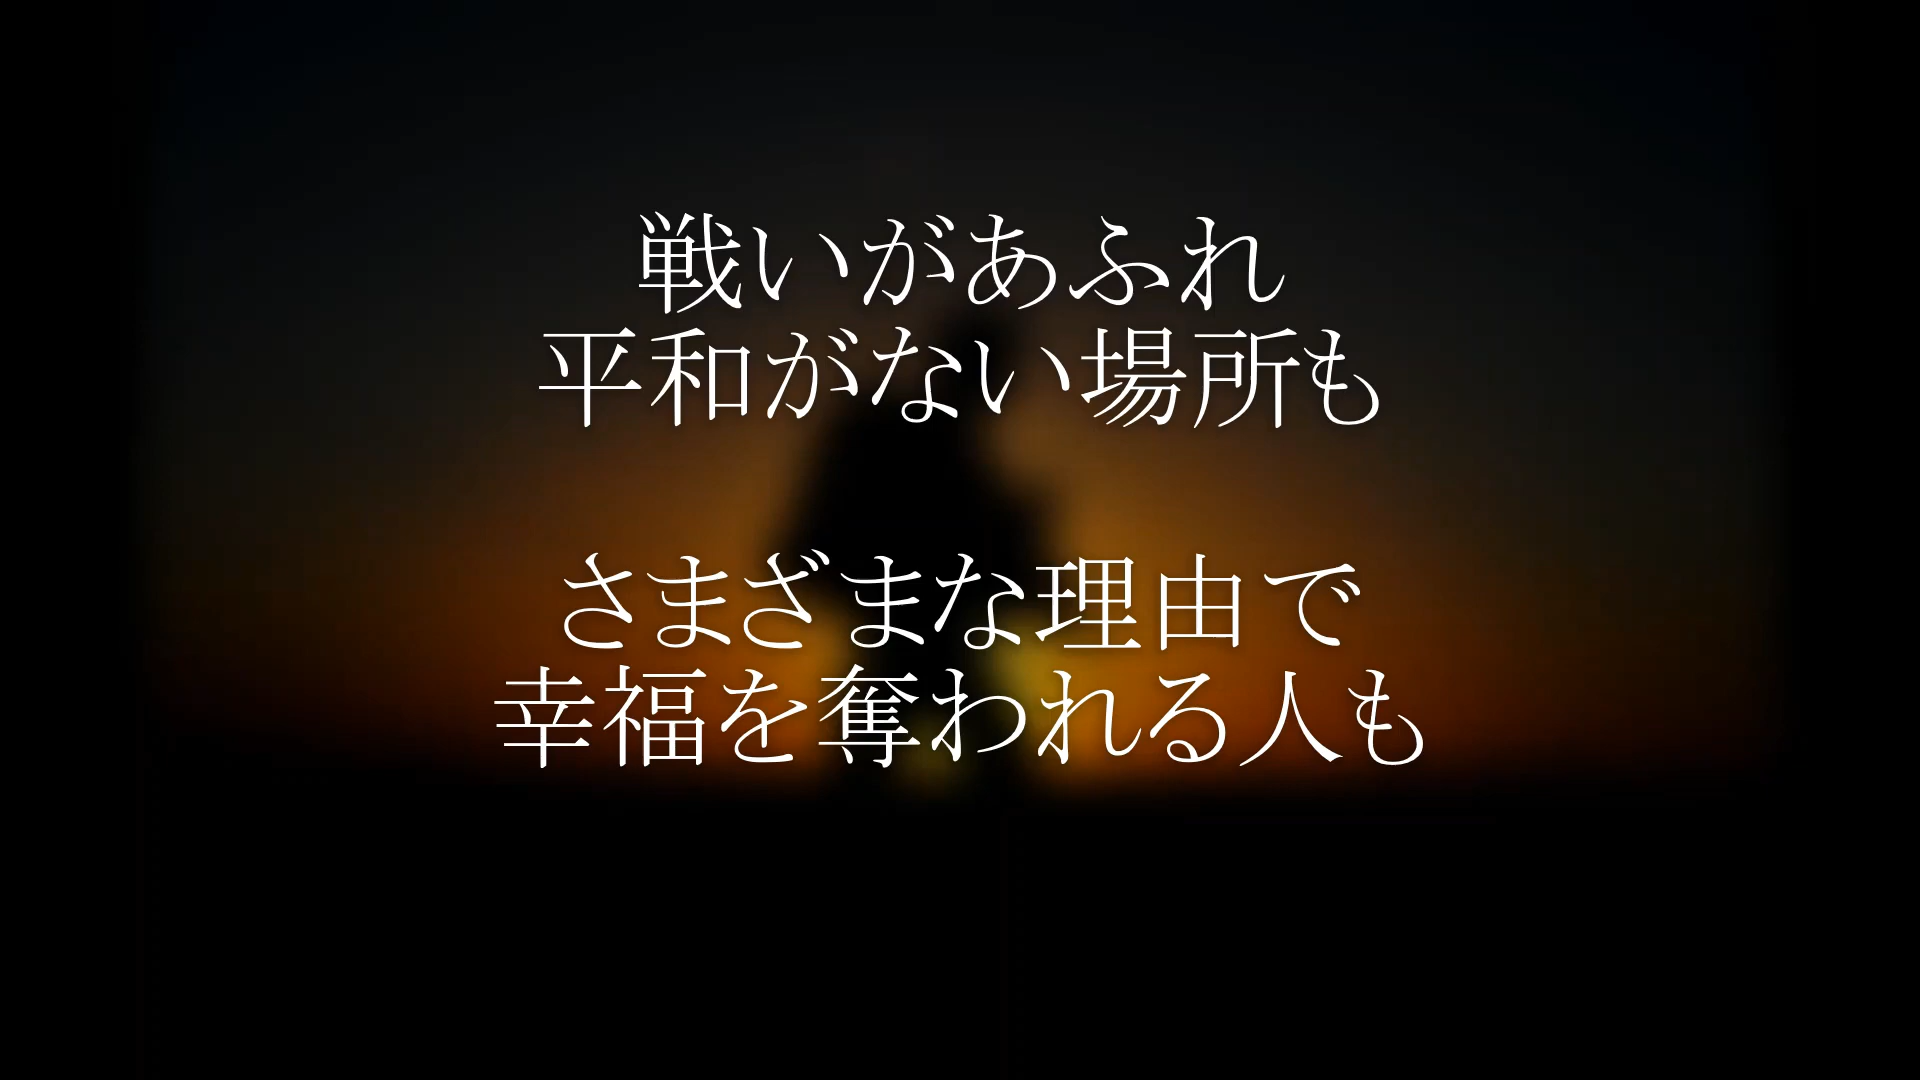 戦いがあふれ
平和がない場所も
さまざまな理由で
幸福を奪われる人も